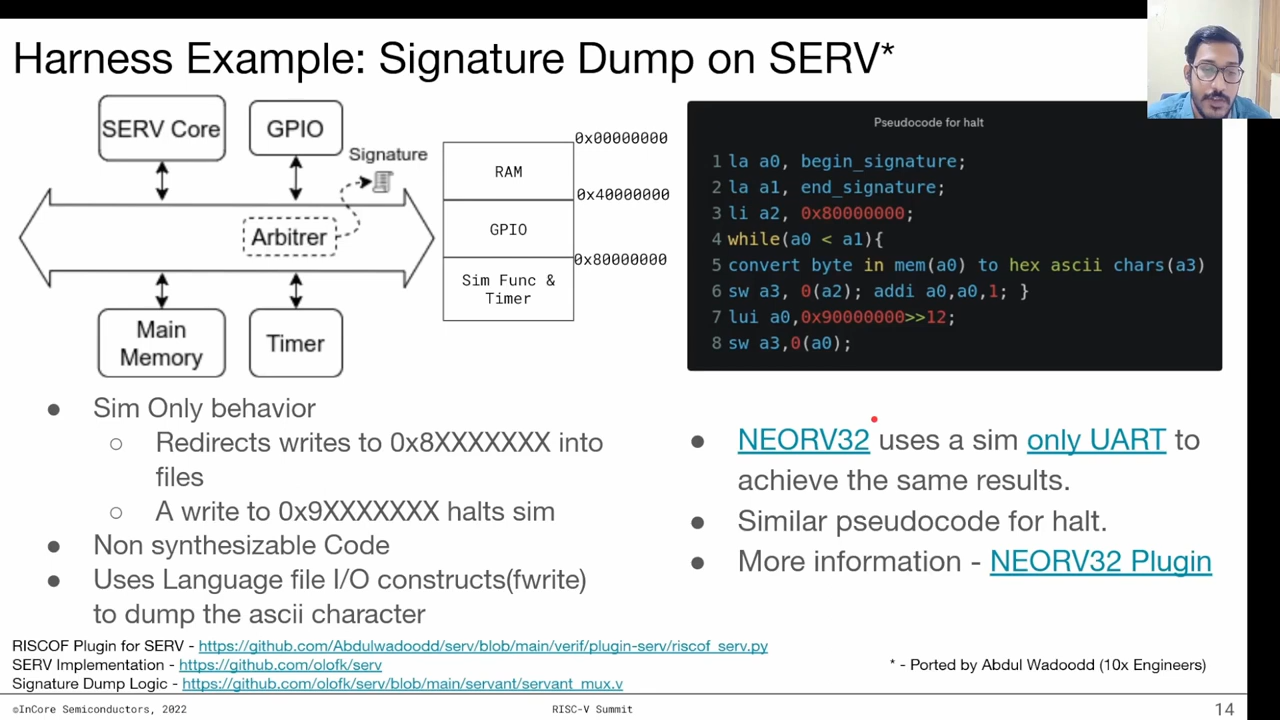 Harness Example: Signature Dump on SERV*
SERV Core
GPIO
Signature
Arbitrer
Main
Memory
Timer
0x00000000
RAM
0x40000000
GPIO
0x80000000
Sim Func &
Timer
Pseudocode for halt
1 la a0, begin_signature;
2 la a1, end_signature;
3 li a2, 0x80000000;
4 while(a0 < a1){
5 convert byte in mem(a0) to hex ascii chars(a3)
6 sw a3, 0(a2); addi a0,a0,1; }
7 lui a0,0x90000000>>12;
8 sw a3,0(a0);
● Sim Only behavior
○ Redirects writes to 0x8XXXXXXX into
files
○ A write to 0x9XXXXXXX halts sim
● Non synthesizable Code
● Uses Language file I/O constructs(fwrite)
to dump the ascii character
● NEORV32 uses a sim only UART to
achieve the same results.
● Similar pseudocode for halt.
● More information - NEORV32 Plugin
RISCOF Plugin for SERV - https://github.com/Abdulwadoodd/serv/blob/main/verif/plugin-serv/riscof_serv.py
SERV Implementation - https://github.com/olofk/serv
Signature Dump Logic - https://github.com/olofk/serv/blob/main/servant/servant_mux.v
* - Ported by Abdul Wadoodd (10x Engineers)
©InCore Semiconductors, 2022
RISC-V Summit
14